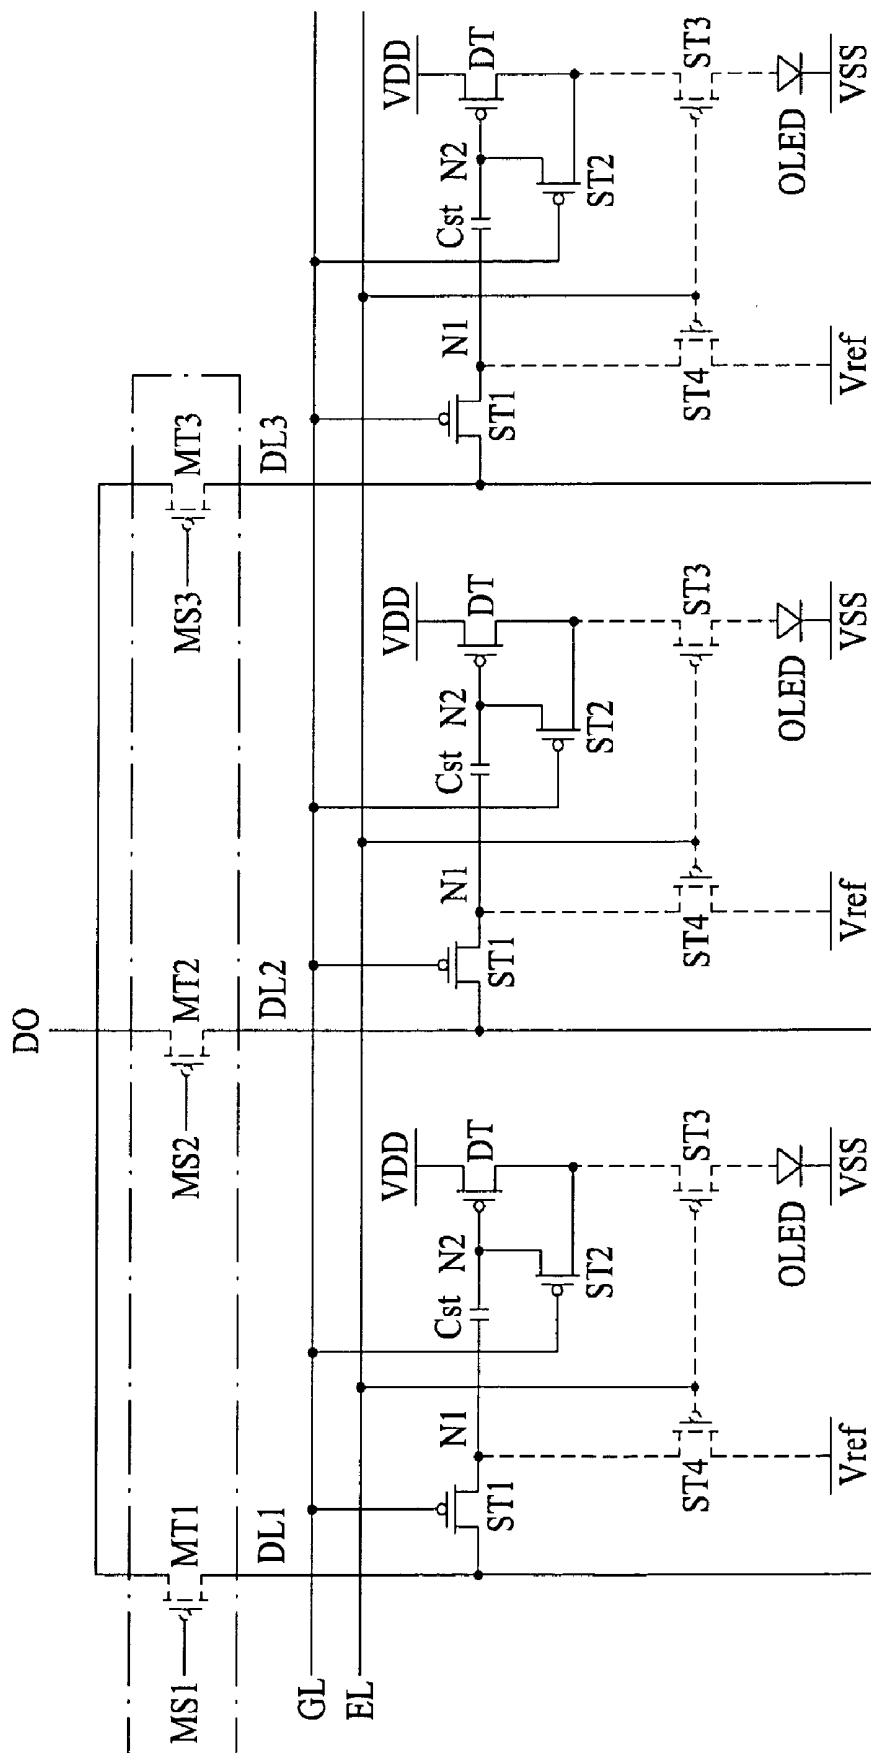 DO
MS1
MT1
MS2
MT2
MS3
MT3
DL1
DL2
DL3
GL
EL
ST1
N1
Cst
N2
VDD
DT
ST2
ST4
Vref
ST3
OLED
VSS
ST1
N1
Cst
N2
VDD
DT
ST2
ST4
Vref
ST3
OLED
VSS
ST1
N1
Cst
N2
VDD
DT
ST2
ST4
Vref
ST3
OLED
VSS